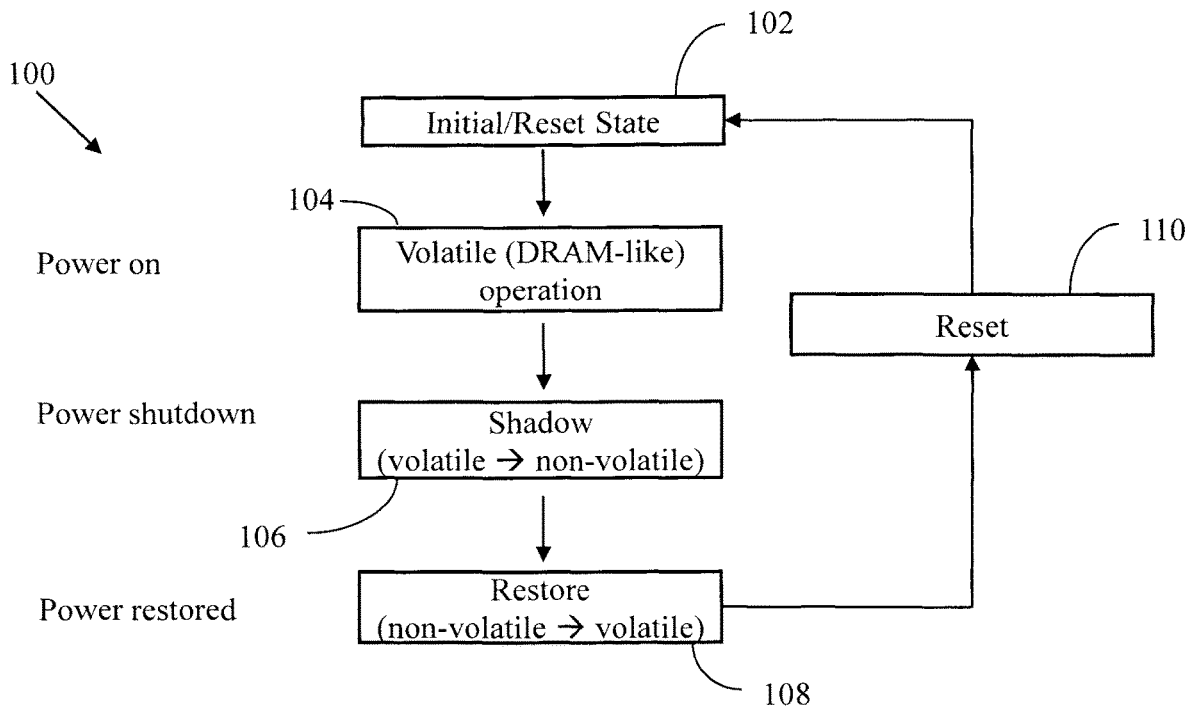 102
100
Initial/Reset State
104
Power on
Volatile (DRAM-like)
operation
110
Reset
Power shutdown
Shadow
(volatile → non-volatile)
106
Power restored
Restore
(non-volatile → volatile)
108